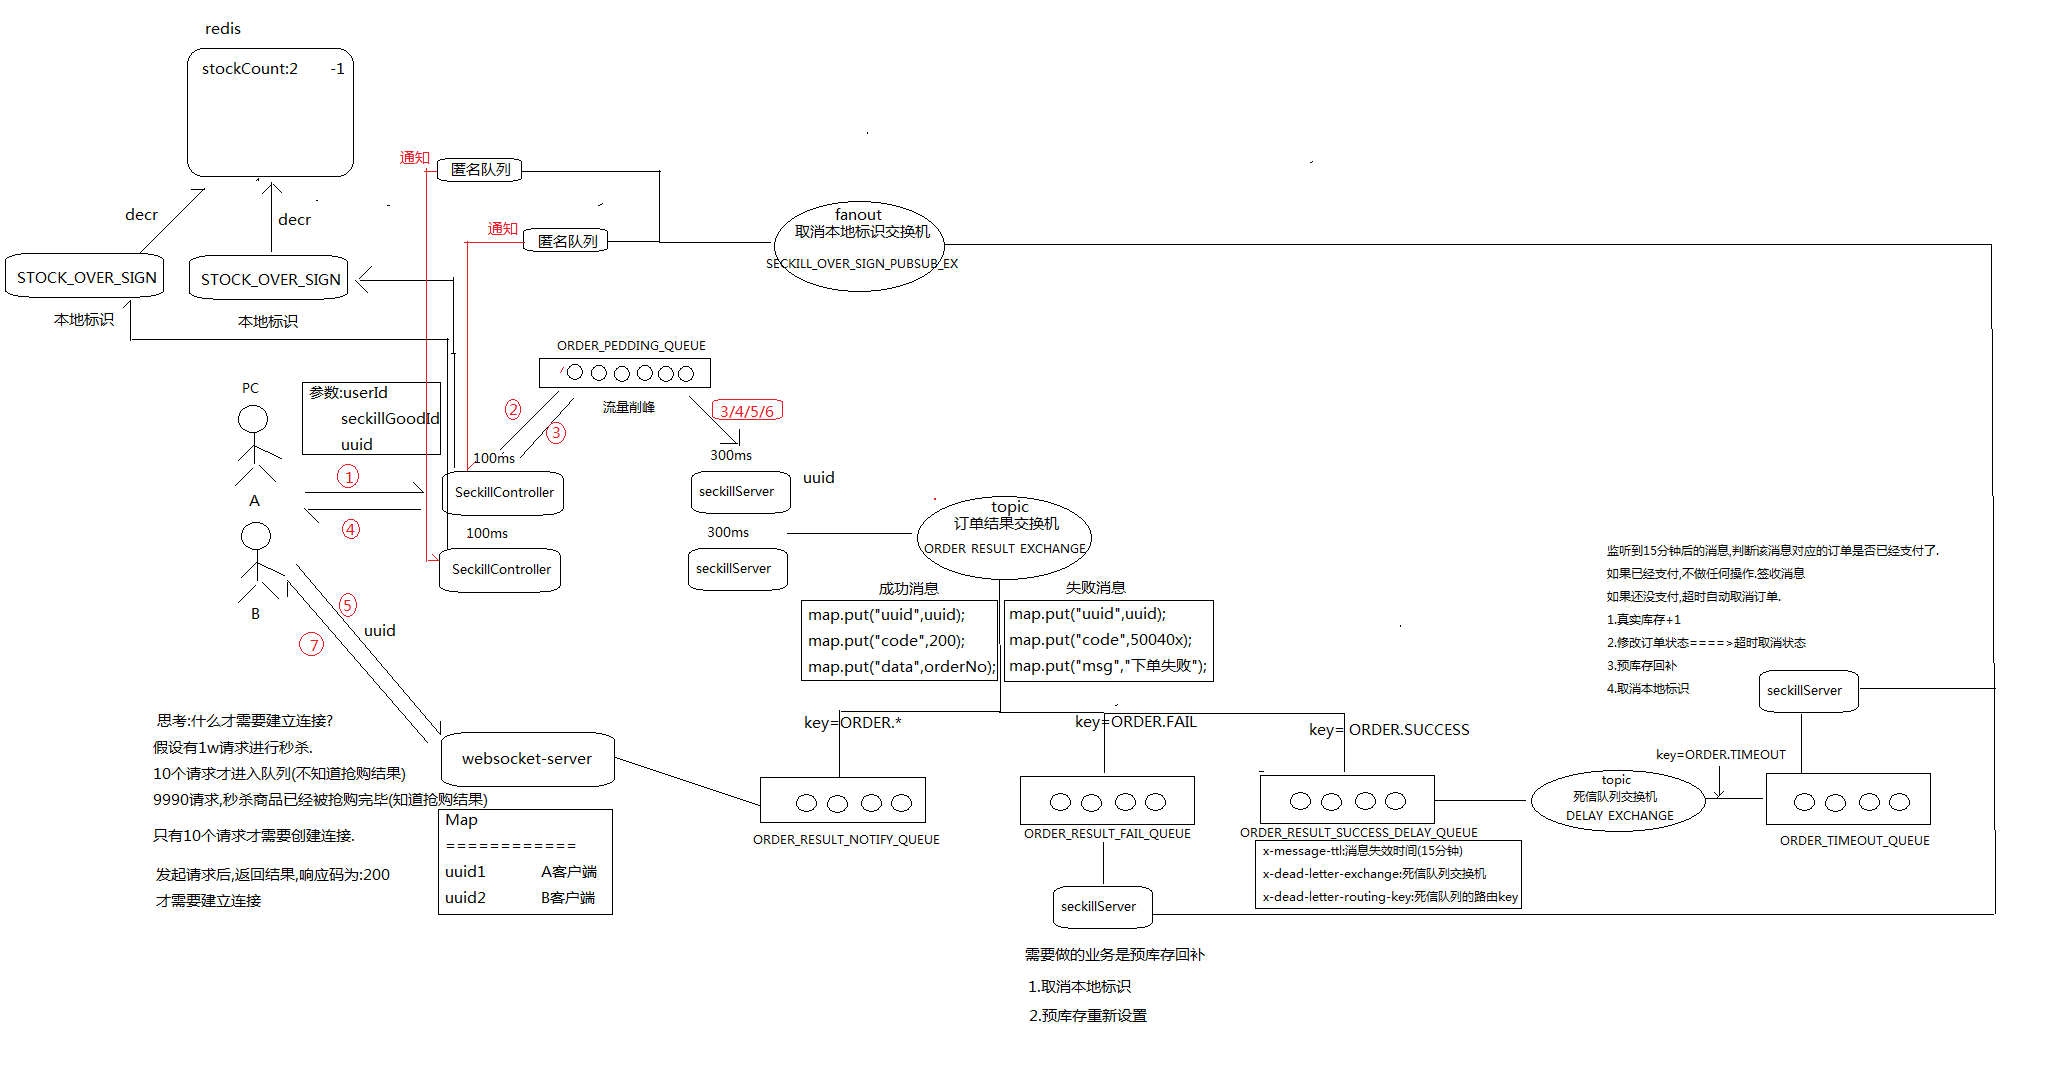 redis
stockCount:2 -1
通知
匿名队列
decr
decr
通知
匿名队列
fanout
取消本地标识交换机
SECKILL_OVER_SIGN_PUBSUB_EX
STOCK_OVER_SIGN
STOCK_OVER_SIGN
本地标识
本地标识
ORDER_PEDDING_QUEUE
流量削峰
PC
参数:userId
seckillGoodId
uuid
②
③
3/4/5/6
100ms
300ms
①
SeckillController
seckillServer
uuid
A
④
100ms
300ms
SeckillController
seckillServer
topic
订单结果交换机
ORDER RESULT EXCHANGE
B
⑤
uuid
⑦
成功消息
map.put("uuid",uuid);
map.put("code",200);
map.put("data",orderNo);
失败消息
map.put("uuid",uuid);
map.put("code",50040x);
map.put("msg","下单失败");
监听到15分钟后的消息,判断该消息对应的订单是否已经支付了.
如果已经支付,不做任何操作.签收消息
如果还没支付,超时自动取消订单.
1.真实库存+1
2.修改订单状态====>超时取消状态
3.预库存回补
4.取消本地标识
seckillServer
key=ORDER.*
key=ORDER.FAIL
key= ORDER.SUCCESS
key=ORDER.TIMEOUT
思考:什么才需要建立连接?
假设有1w请求进行秒杀.
10个请求才进入队列(不知道抢购结果)
9990请求,秒杀商品已经被抢购完毕(知道抢购结果)
只有10个请求才需要创建连接.
发起请求后,返回结果,响应码为:200
才需要建立连接
websocket-server
Map
============
uuid1 A客户端
uuid2 B客户端
ORDER_RESULT_NOTIFY_QUEUE
ORDER_RESULT_FAIL_QUEUE
ORDER_RESULT_SUCCESS_DELAY_QUEUE
x-message-ttl:消息失效时间(15分钟)
x-dead-letter-exchange:死信队列交换机
x-dead-letter-routing-key:死信队列的路由key
topic
死信队列交换机
DELAY EXCHANGE
ORDER_TIMEOUT_QUEUE
seckillServer
需要做的业务是预库存回补
1.取消本地标识
2.预库存重新设置